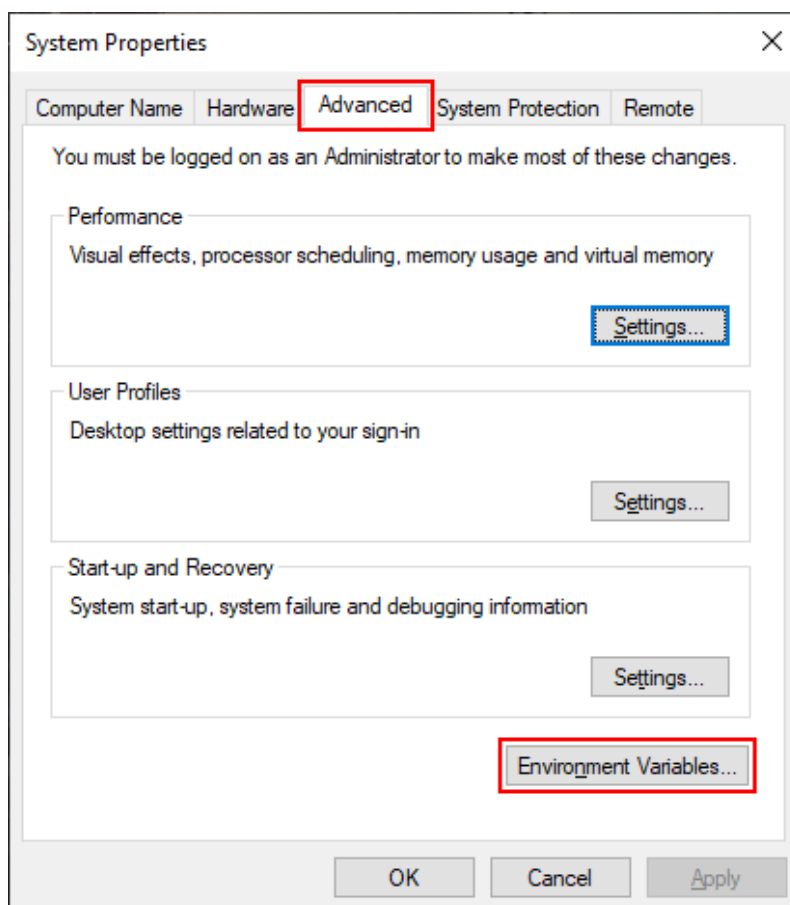 System Properties
Computer Name Hardware Advanced System Protection Remote
You must be logged on as an Administrator to make most of these changes.
Performance
Visual effects, processor scheduling, memory usage and virtual memory
Settings...
User Profiles
Desktop settings related to your sign-in
Settings...
Start-up and Recovery
System start-up, system failure and debugging information
Settings...
Environment Variables...
OK Cancel Apply